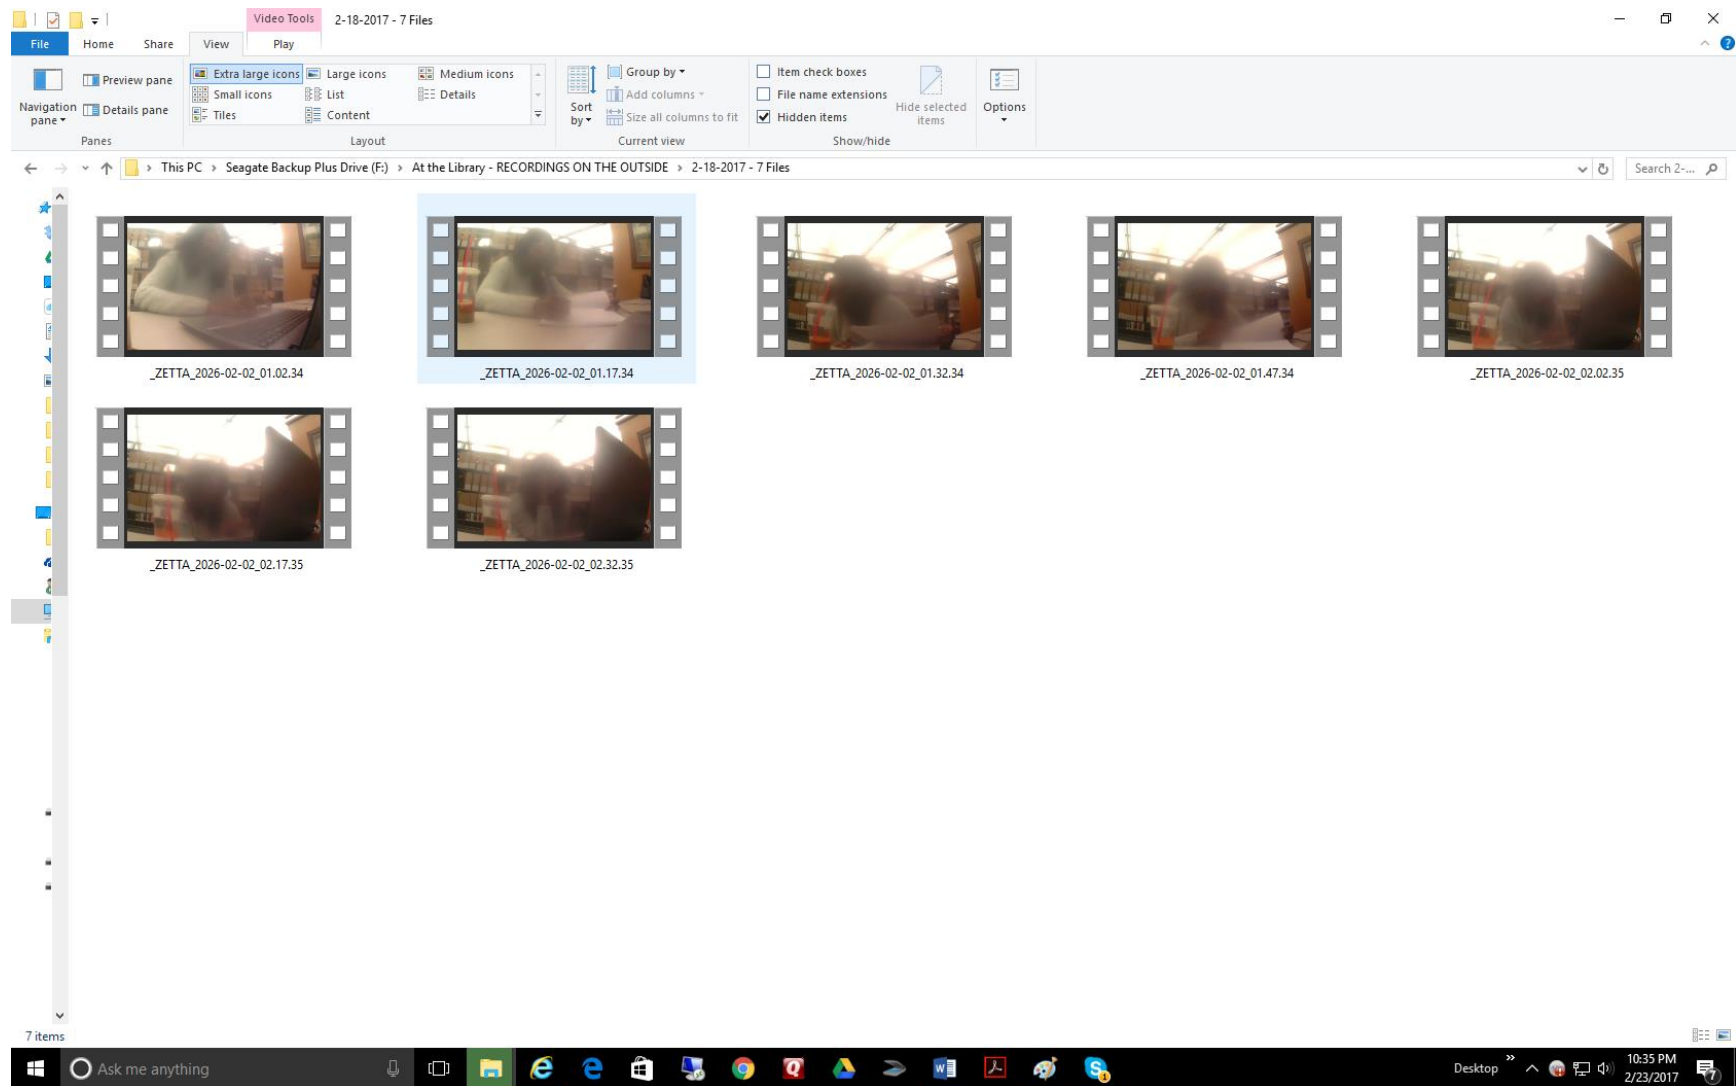 Video Tools 2-18-2017 - 7 Files
File Home Share View Play
Navigation pane
Preview pane
Details pane
Panes
Extra large icons Large icons Medium icons
Small icons List Details
Tiles Content
Layout
Sort by
Group by
Add columns
Size all columns to fit
Current view
Item check boxes
File name extensions
Hidden items
Hide selected items
Show/hide
Options
This PC > Seagate Backup Plus Drive (F:) > At the Library - RECORDINGS ON THE OUTSIDE > 2-18-2017 - 7 Files
Search 2-...
_ZETTA_2026-02-02_01.02.34
_ZETTA_2026-02-02_01.17.34
_ZETTA_2026-02-02_01.32.34
_ZETTA_2026-02-02_01.47.34
_ZETTA_2026-02-02_02.02.35
_ZETTA_2026-02-02_02.17.35
_ZETTA_2026-02-02_02.32.35
7 items
Ask me anything
Desktop
10:35 PM
2/23/2017
7